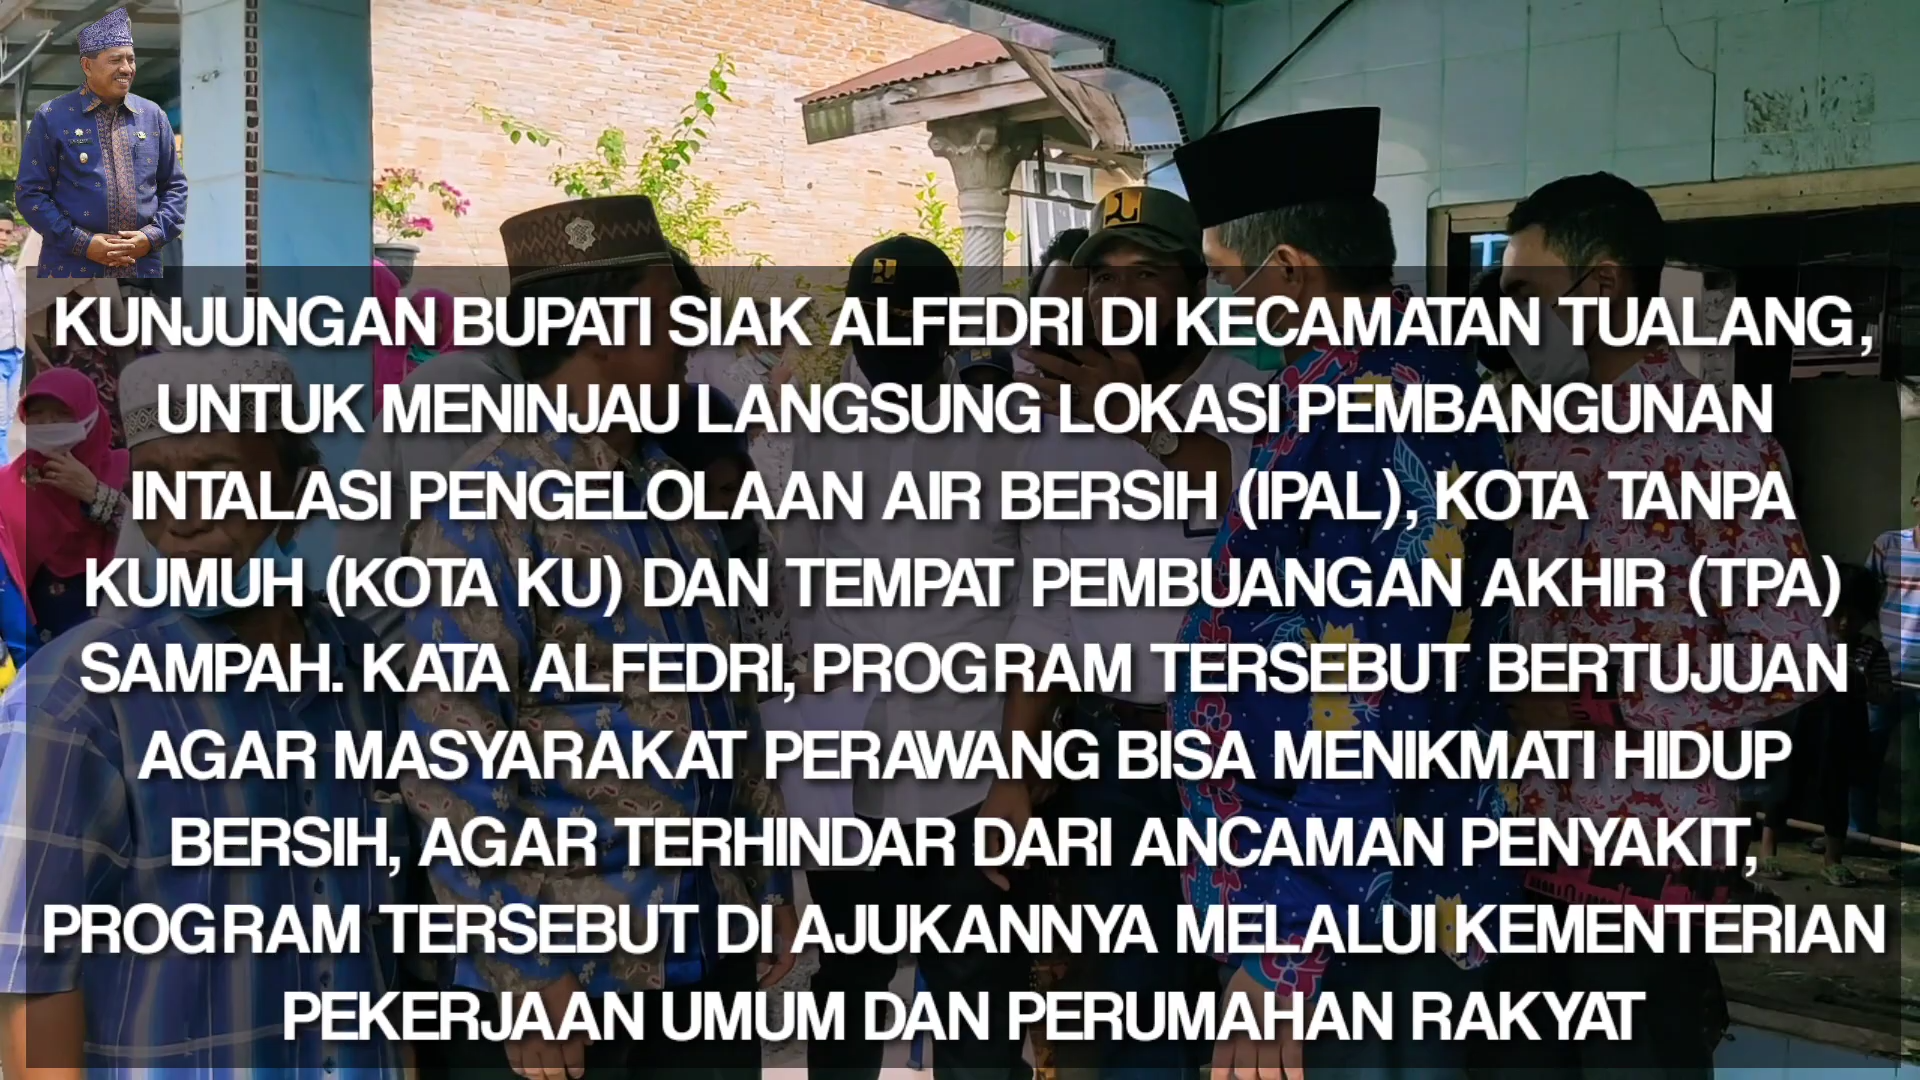 KUNJUNGAN BUPATI SIAK ALFEDRI DI KECAMATAN TUALANG,
UNTUK MENINJAU LANGSUNG LOKASI PEMBANGUNAN
INTALASI PENGELOLAAN AIR BERSIH (IPAL), KOTA TANPA
KUMUH (KOTA KU) DAN TEMPAT PEMBUANGAN AKHIR (TPA)
SAMPAH. KATA ALFEDRI, PROGRAM TERSEBUT BERTUJUAN
AGAR MASYARAKAT PERAWANG BISA MENIKMATI HIDUP
BERSIH, AGAR TERHINDAR DARI ANCAMAN PENYAKIT,
PROGRAM TERSEBUT DI AJUKANNYA MELALUI KEMENTERIAN
PEKERJAAN UMUM DAN PERUMAHAN RAKYAT